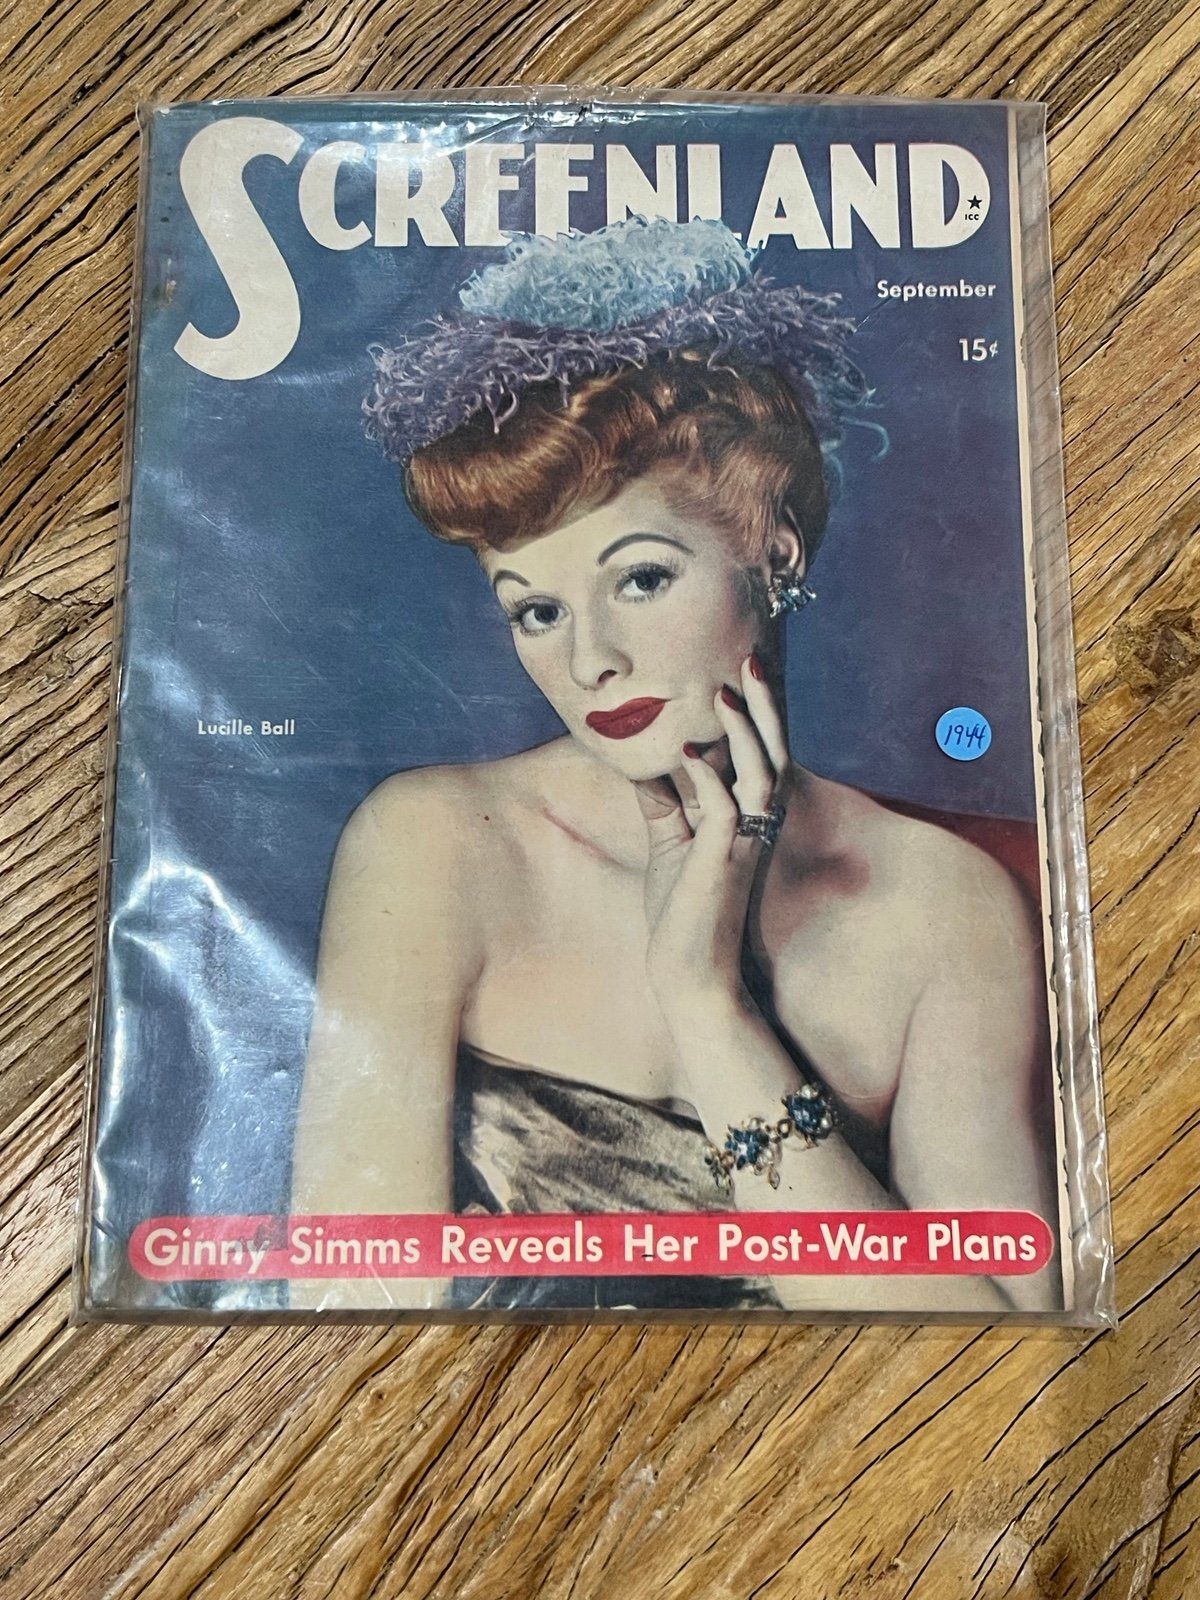 SCREENLAND
ICC
September
15¢
Lucille Ball
1944
Ginny Simms Reveals Her Post-War Plans